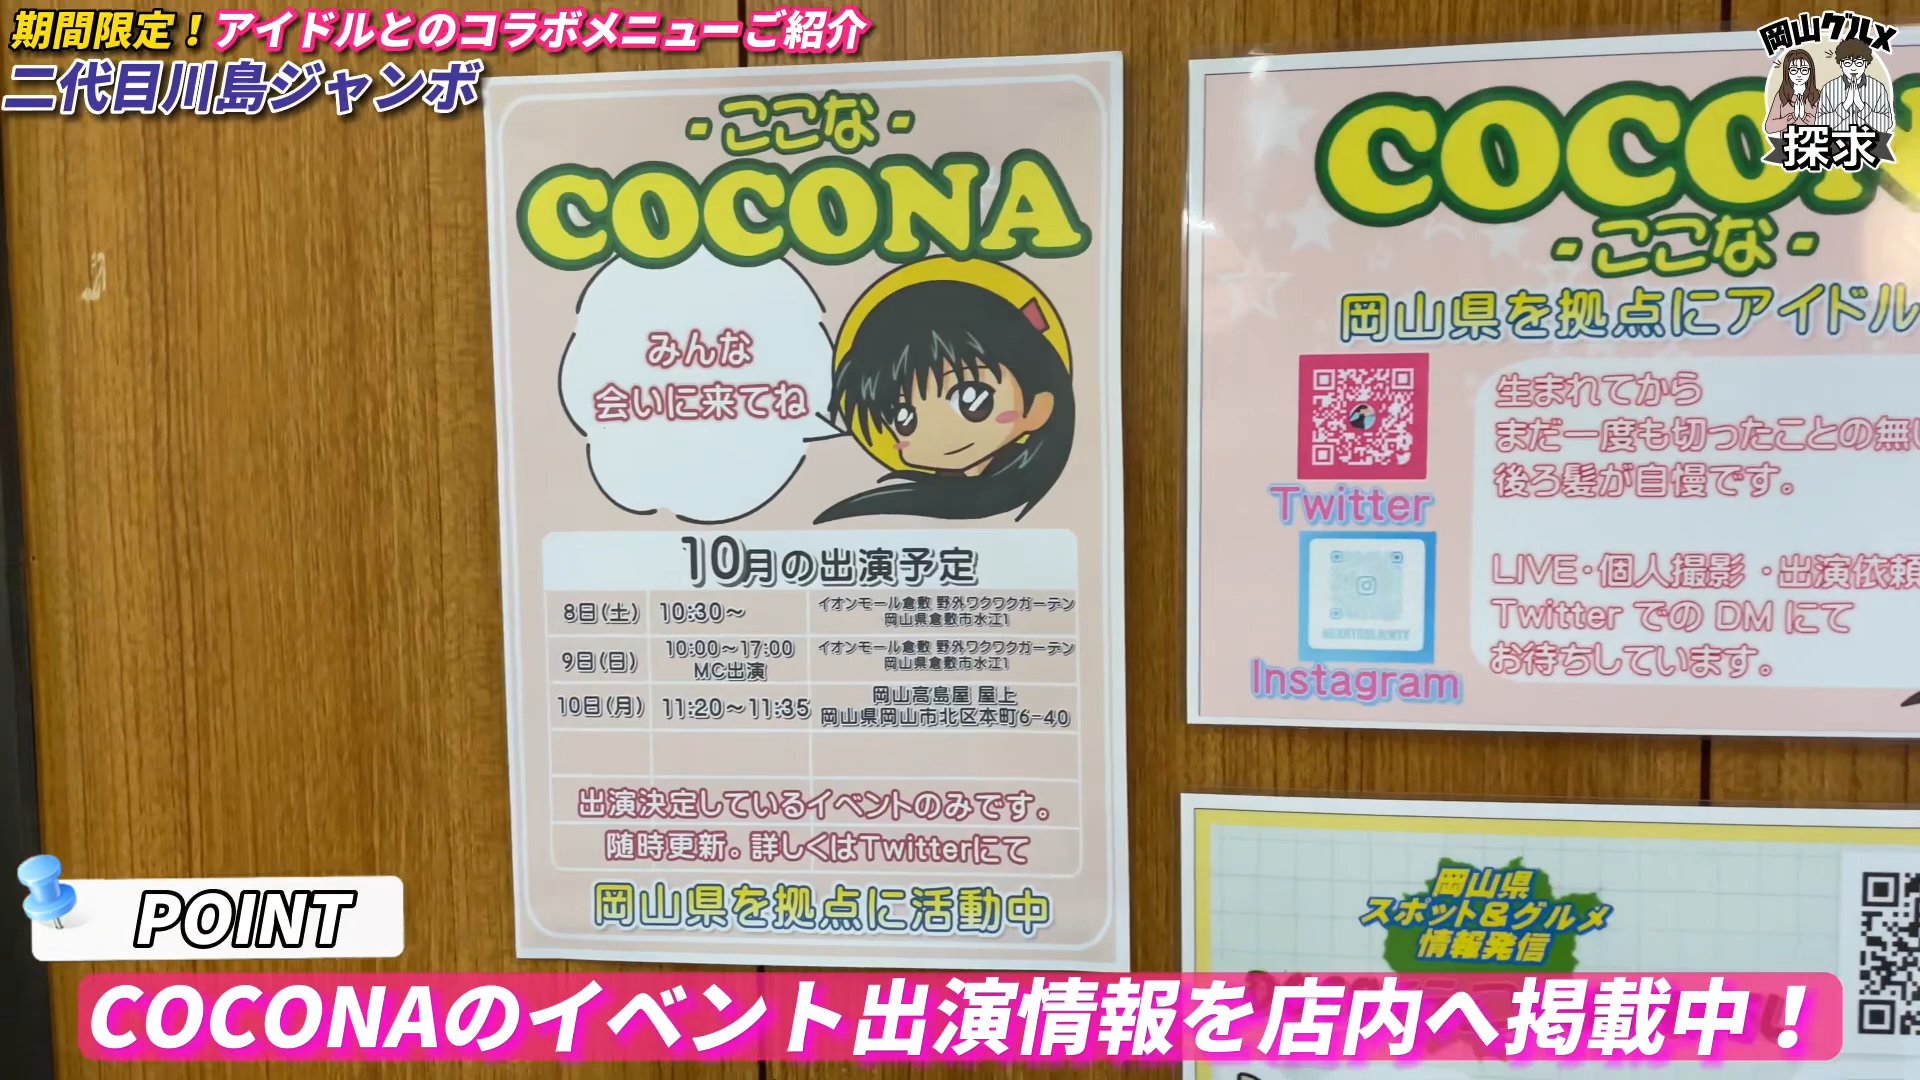 期間限定！アイドルとのコラボメニューご紹介
二代目川島ジャンボ
岡山グルメ
探求
-ここな-
COCONA
みんな
会いに来てね
10月の出演予定
8日(土) 10:30～ イオンモール倉敷 野外ワクワクガーデン
岡山県倉敷市水江1
9日(日) 10:00～17:00 イオンモール倉敷 野外ワクワクガーデン
MC出演 岡山県倉敷市水江1
10日(月) 11:20～11:35 岡山高島屋 屋上
岡山県岡山市北区本町6-40
出演決定しているイベントのみです。
随時更新。詳しくはTwitterにて
岡山県を拠点に活動中
COCON
-ここな-
岡山県を拠点にアイドル
生まれてから
まだ一度も切ったことの無い
後ろ髪が自慢です。
Twitter
LIVE・個人撮影・出演依頼
Twitter での DM にて
お待ちしています。
Instagram
岡山県
スポット&グルメ
情報発信
POINT
COCONAのイベント出演情報を店内へ掲載中！